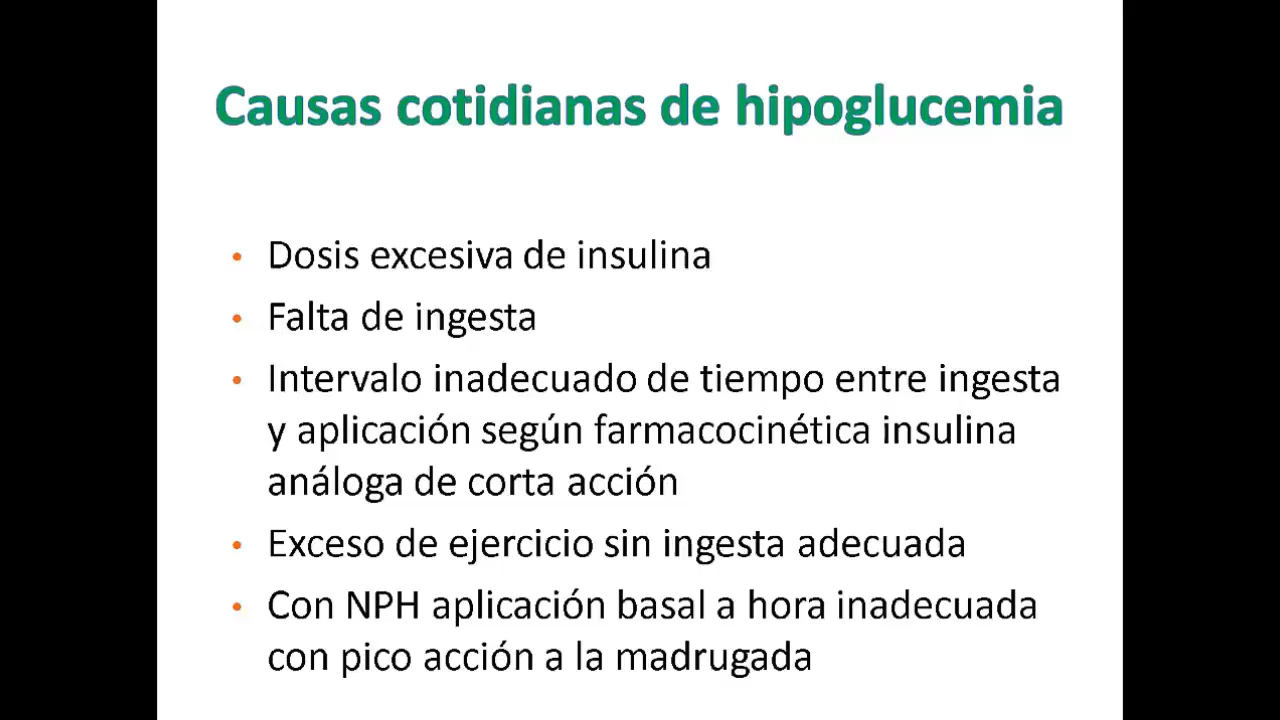 Causas cotidianas de hipoglucemia
• Dosis excesiva de insulina
• Falta de ingesta
• Intervalo inadecuado de tiempo entre ingesta
y aplicación según farmacocinética insulina
análoga de corta acción
• Exceso de ejercicio sin ingesta adecuada
• Con NPH aplicación basal a hora inadecuada
con pico acción a la madrugada